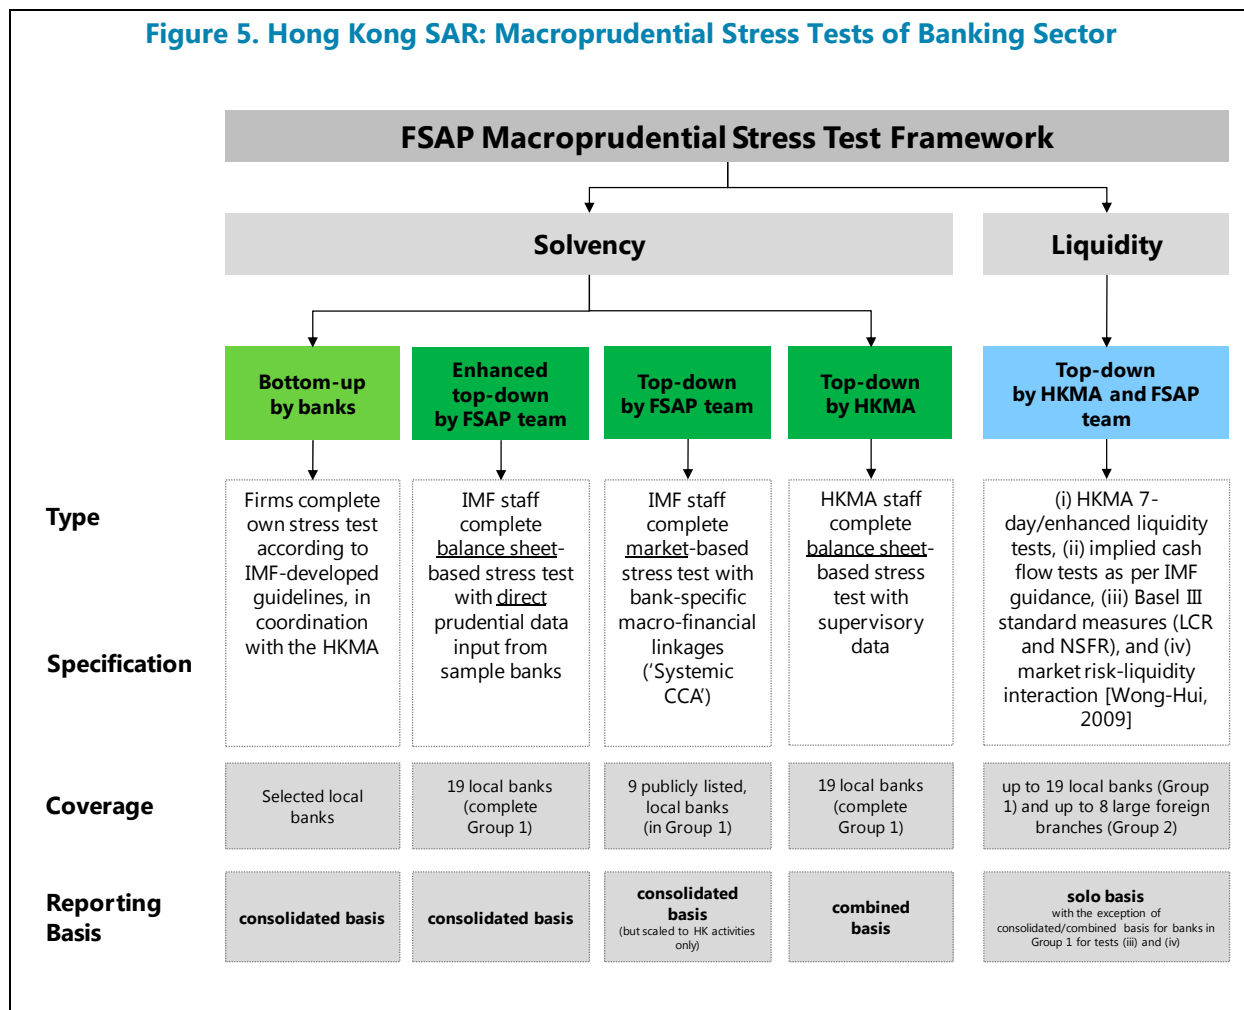 Figure 5. Hong Kong SAR: Macroprudential Stress Tests of Banking Sector
FSAP Macroprudential Stress Test Framework
Solvency
Liquidity
Bottom-up
by banks
Enhanced
top-down
by FSAP team
Top-down
by FSAP team
Top-down
by HKMA
Top-down
by HKMA and FSAP
team
Type
Specification
Firms complete
own stress test
according to
IMF-developed
guidelines, in
coordination
with the HKMA
IMF staff
complete
balance sheet-
based stress test
with direct
prudential data
input from
sample banks
IMF staff
complete
market-based
stress test with
bank-specific
macro-financial
linkages
('Systemic
CCA')
HKMA staff
complete
balance sheet-
based stress
test with
supervisory
data
(i) HKMA 7-
day/enhanced liquidity
tests, (ii) implied cash
flow tests as per IMF
guidance, (iii) Basel III
standard measures (LCR
and NSFR), and (iv)
market risk-liquidity
interaction [Wong-Hui,
2009]
Coverage
Selected local
banks
19 local banks
(complete
Group 1)
9 publicly listed,
local banks
(in Group 1)
19 local banks
(complete
Group 1)
up to 19 local banks (Group
1) and up to 8 large foreign
branches (Group 2)
Reporting
Basis
consolidated basis
consolidated basis
consolidated
basis
(but scaled to HK activities
only)
combined
basis
solo basis
with the exception of
consolidated/combined basis for banks in
Group 1 for tests (iii) and (iv)